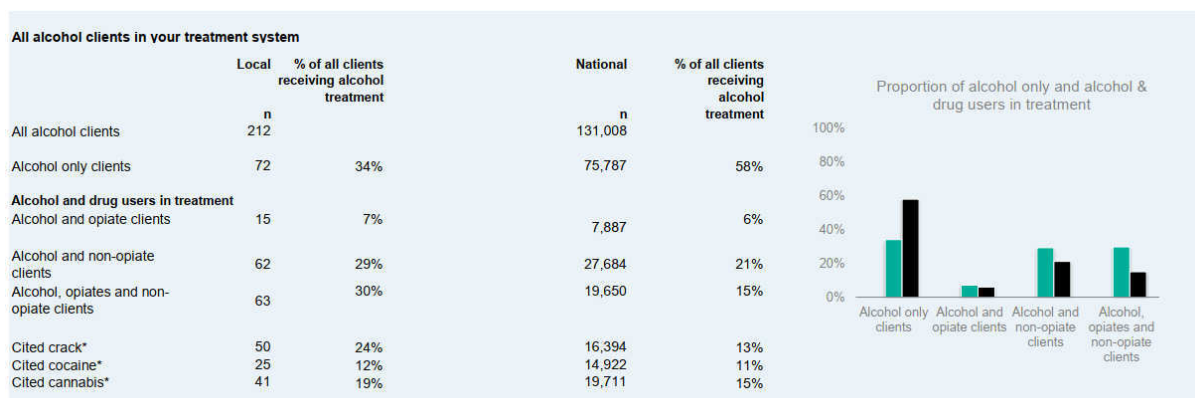 All alcohol clients in your treatment system
Local % of all clients National % of all clients
receiving alcohol receiving
treatment alcohol
n n treatment
All alcohol clients 212 131,008
Alcohol only clients 72 34% 75,787 58%
Alcohol and drug users in treatment
Alcohol and opiate clients 15 7% 7,887 6%
Alcohol and non-opiate
clients 62 29% 27,684 21%
Alcohol, opiates and non-
opiate clients 63 30% 19,650 15%
Cited crack* 50 24% 16,394 13%
Cited cocaine* 25 12% 14,922 11%
Cited cannabis* 41 19% 19,711 15%
Proportion of alcohol only and alcohol &
drug users in treatment
100%
80%
60%
40%
20%
0%
Alcohol only Alcohol and Alcohol and Alcohol,
clients opiate clients non-opiate opiates and
clients non-opiate
clients